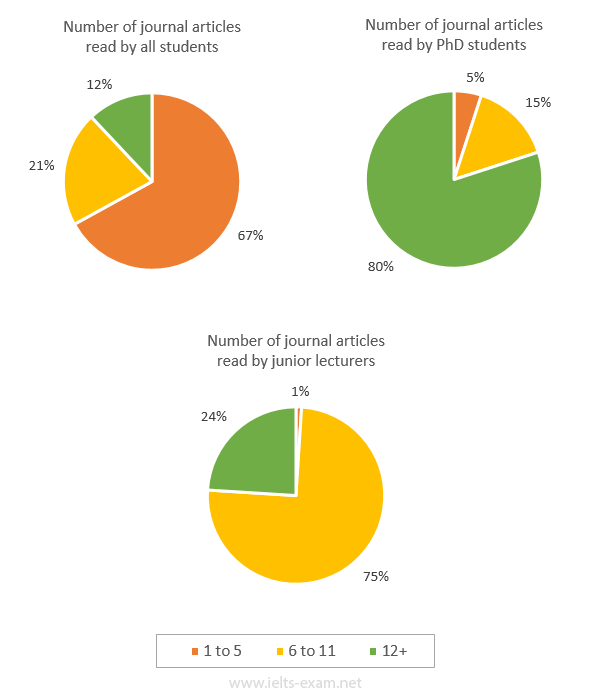 Number of journal articles
read by all students
12%
21%
67%
Number of journal articles
read by PhD students
5%
15%
80%
Number of journal articles
read by junior lecturers
1%
24%
75%
1 to 5 6 to 11 12+
www.ielts-exam.net